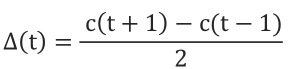 Δ(t) = (c(t + 1) − c(t − 1)) / 2